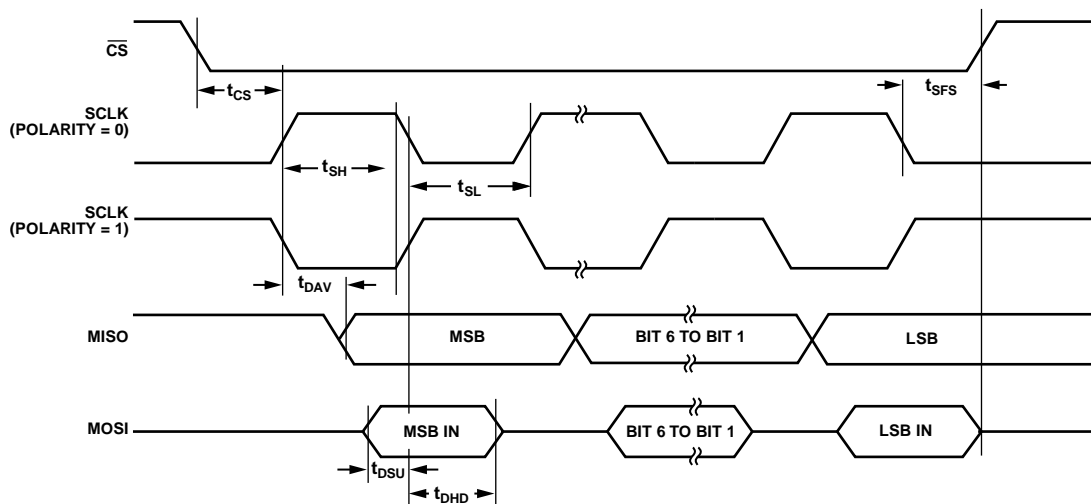 CS
tCS
tSFS
SCLK
(POLARITY = 0)
tSH
tSL
SCLK
(POLARITY = 1)
tDAV
MISO
MSB
BIT 6 TO BIT 1
LSB
MOSI
MSB IN
BIT 6 TO BIT 1
LSB IN
tDSU
tDHD